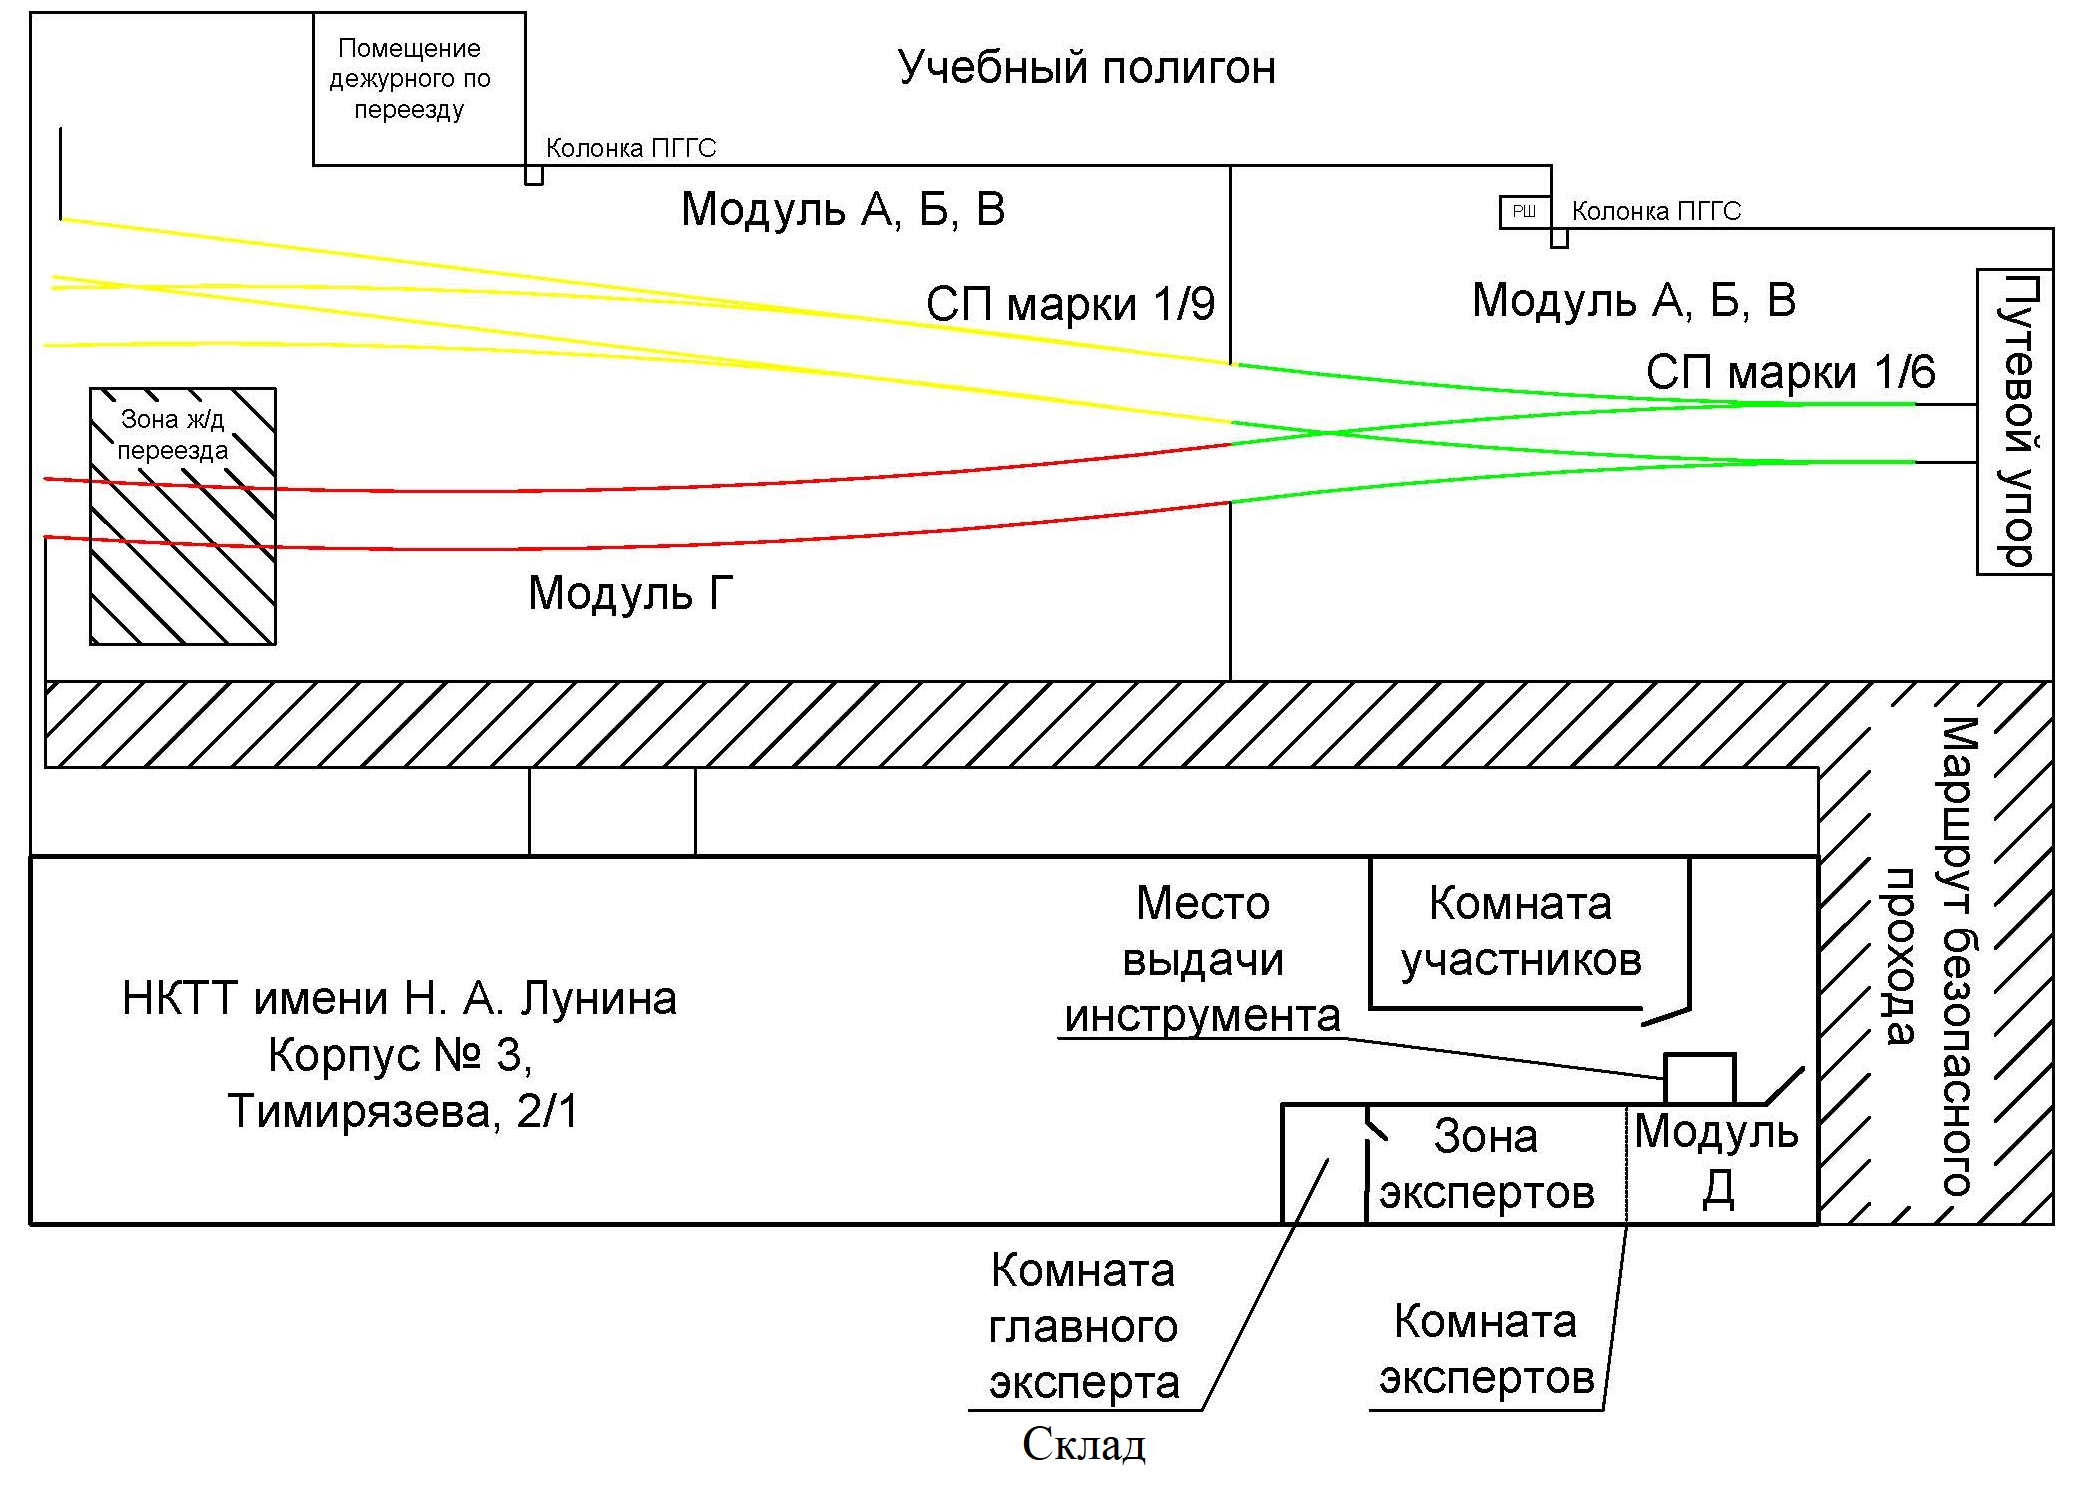 Помещение
дежурного по
переезду
Учебный полигон
Колонка ПГГС
Модуль А, Б, В
РШ
Колонка ПГГС
СП марки 1/9
Модуль А, Б, В
СП марки 1/6
Путевой упор
Зона ж/д
переезда
Модуль Г
Маршрут безопасного
прохода
НКТТ имени Н. А. Лунина
Корпус № 3,
Тимирязева, 2/1
Место
выдачи
инструмента
Комната
участников
Зона
экспертов
Модуль
Д
Комната
главного
эксперта
Комната
экспертов
Склад